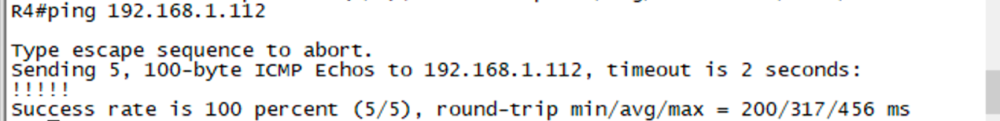 R4#ping 192.168.1.112
Type escape sequence to abort.
Sending 5, 100-byte ICMP Echos to 192.168.1.112, timeout is 2 seconds:
!!!!!
Success rate is 100 percent (5/5), round-trip min/avg/max = 200/317/456 ms